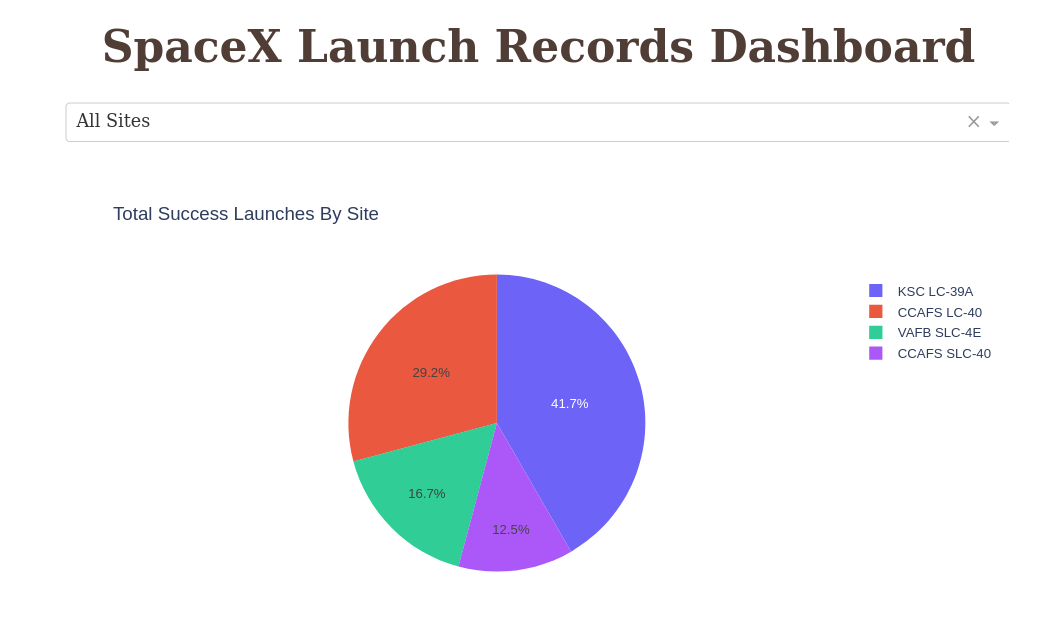 SpaceX Launch Records Dashboard
All Sites
Total Success Launches By Site
KSC LC-39A
CCAFS LC-40
VAFB SLC-4E
CCAFS SLC-40
29.2%
41.7%
16.7%
12.5%